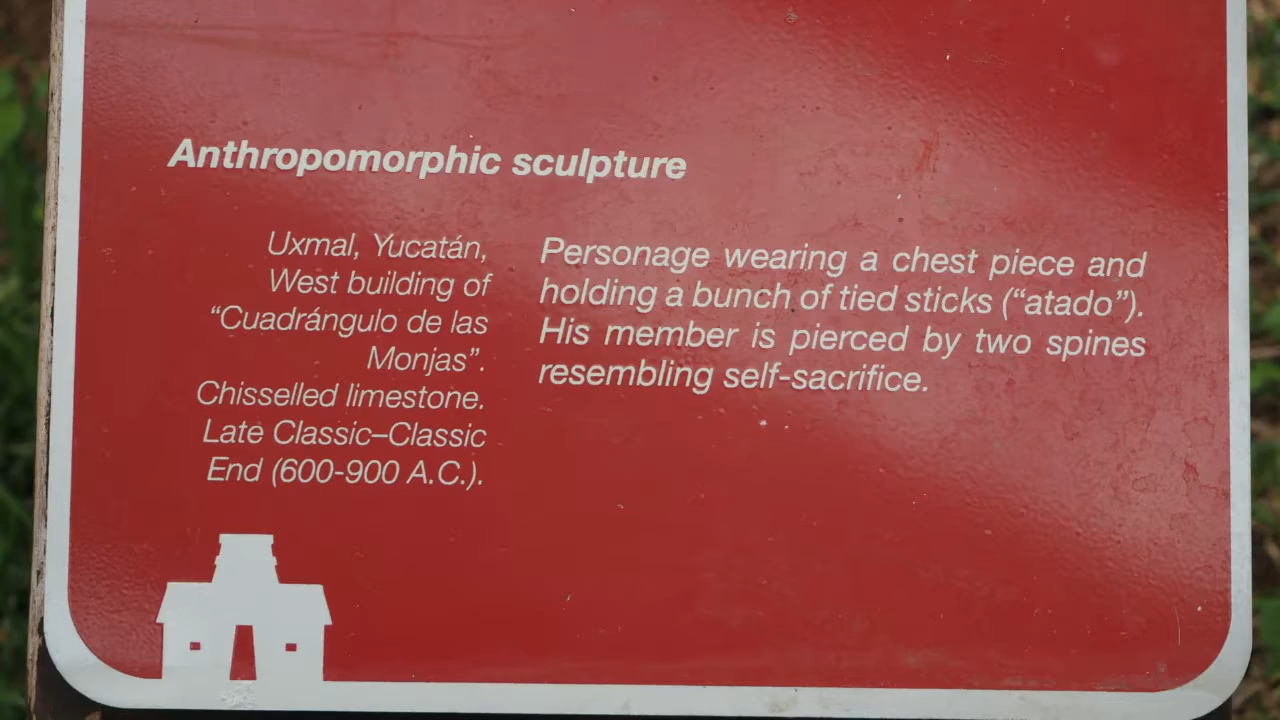 Anthropomorphic sculpture
Uxmal, Yucatán,
West building of
“Cuadrángulo de las
Monjas”.
Chisselled limestone.
Late Classic–Classic
End (600-900 A.C.).
Personage wearing a chest piece and
holding a bunch of tied sticks (“atado”).
His member is pierced by two spines
resembling self-sacrifice.